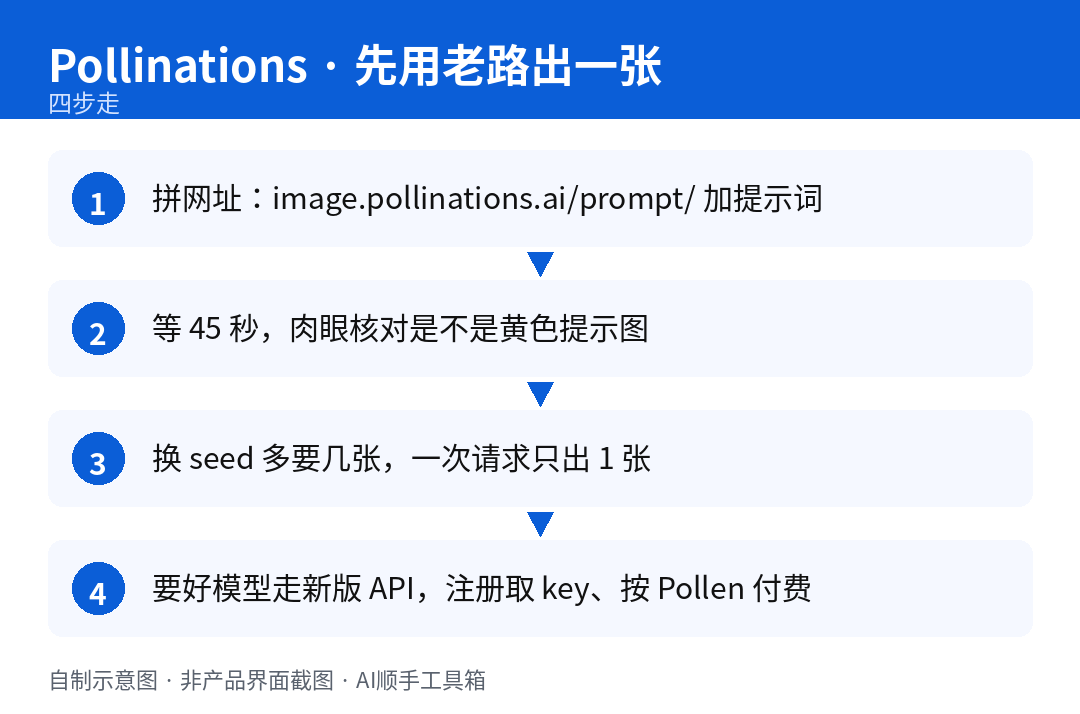 Pollinations · 先用老路出一张
四步走
1 拼网址：image.pollinations.ai/prompt/ 加提示词
2 等 45 秒，肉眼核对是不是黄色提示图
3 换 seed 多要几张，一次请求只出 1 张
4 要好模型走新版 API，注册取 key、按 Pollen 付费
自制示意图 · 非产品界面截图 · AI顺手工具箱